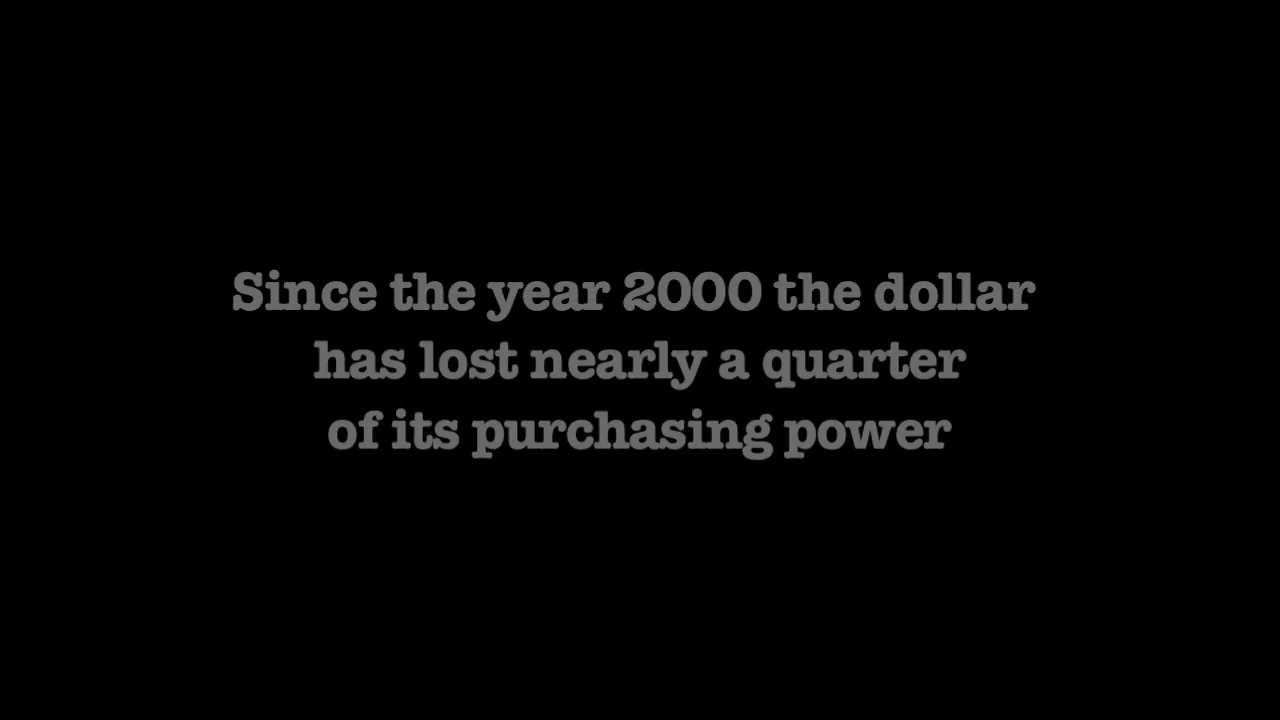 Since the year 2000 the dollar
has lost nearly a quarter
of its purchasing power